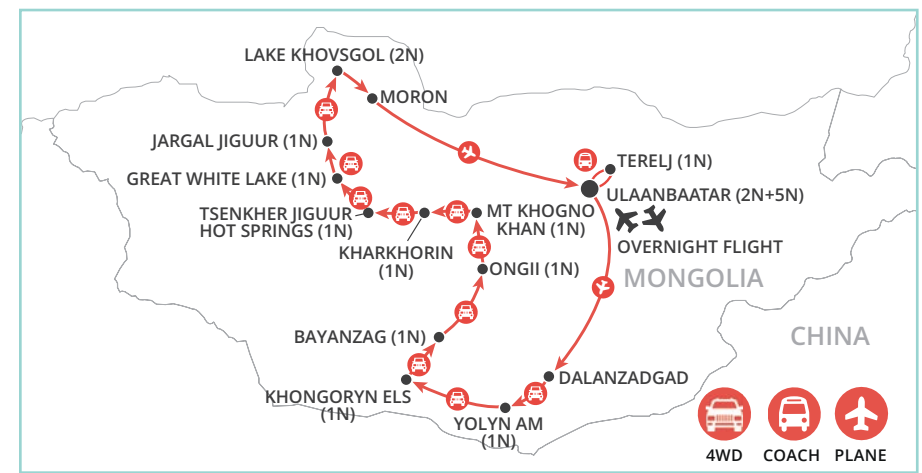 LAKE KHOVSGOL (2N)
MORON
JARGAL JIGUUR (1N)
TERELJ (1N)
GREAT WHITE LAKE (1N)
ULAANBAATAR (2N+5N)
TSENKHER JIGUUR
HOT SPRINGS (1N)
MT KHOGNO
KHAN (1N)
KHARKHORIN
(1N)
OVERNIGHT FLIGHT
ONGII (1N)
MONGOLIA
BAYANZAG (1N)
CHINA
DALANZADGAD
KHONGORYN ELS
(1N)
YOLYN AM
(1N)
4WD
COACH
PLANE